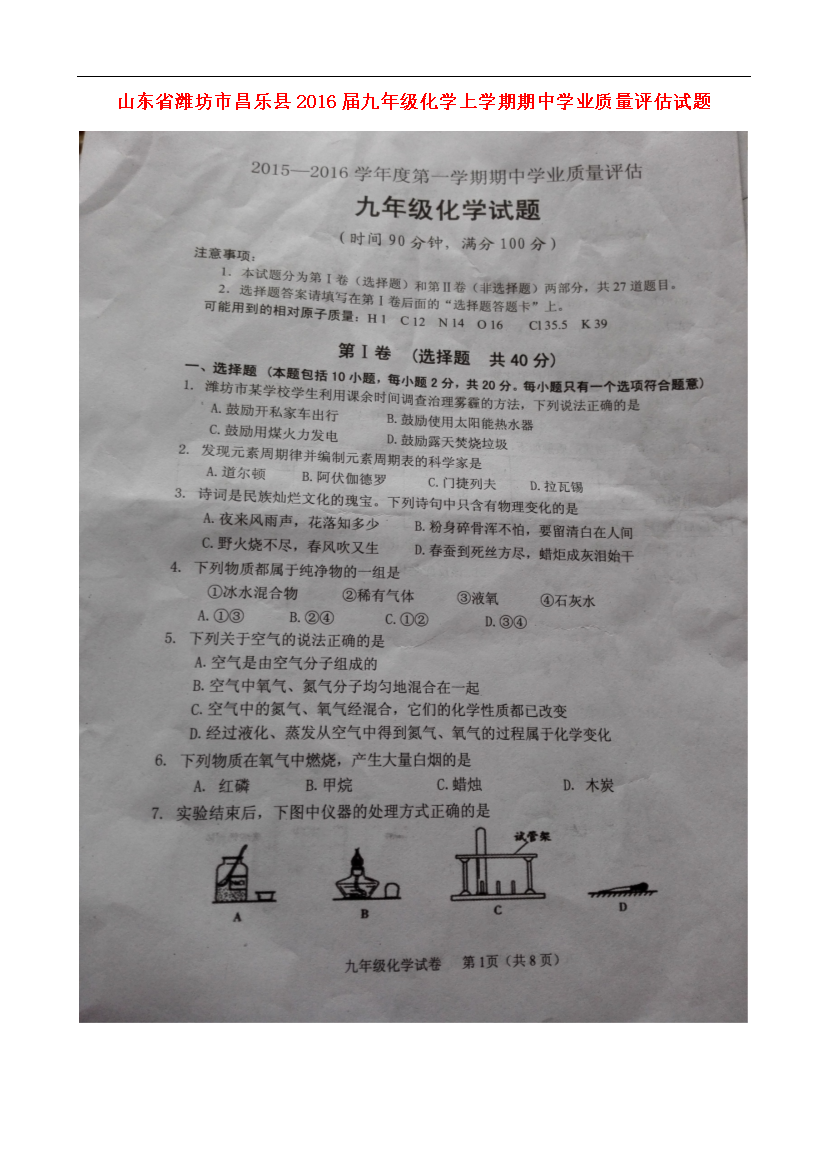 山东省潍坊市昌乐县2016届九年级化学上学期期中学业质量评估试题
2015—2016学年度第一学期期中学业质量评估
九年级化学试题
(时间90分钟,满分100分)
注意事项:
1. 本试题分为第Ⅰ卷(选择题)和第Ⅱ卷(非选择题)两部分,共27道题目。
2. 选择题答案请填写在第Ⅰ卷后面的“选择题答题卡”上。
可能用到的相对原子质量:H 1 C 12 N 14 O 16 Cl 35.5 K 39
第Ⅰ卷 (选择题 共40分)
一、选择题(本题包括10小题,每小题2分,共20分。每小题只有一个选项符合题意)
1. 潍坊市某学校学生利用课余时间调查治理雾霾的方法,下列说法正确的是
A.鼓励开私家车出行 B.鼓励使用太阳能热水器
C.鼓励用煤火力发电 D.鼓励露天焚烧垃圾
2. 发现元素周期律并编制元素周期表的科学家是
A.道尔顿 B.阿伏伽德罗 C.门捷列夫 D.拉瓦锡
3. 诗词是民族灿烂文化的瑰宝。下列诗句中只含有物理变化的是
A.夜来风雨声,花落知多少 B.粉身碎骨浑不怕,要留清白在人间
C.野火烧不尽,春风吹又生 D.春蚕到死丝方尽,蜡炬成灰泪始干
4. 下列物质都属于纯净物的一组是
①冰水混合物 ②稀有气体 ③液氧 ④石灰水
A.①③ B.②④ C.①② D.③④
5. 下列关于空气的说法正确的是
A.空气是由空气分子组成的
B.空气中氧气、氮气分子均匀地混合在一起
C.空气中的氮气、氧气经混合,它们的化学性质都已改变
D.经过液化、蒸发从空气中得到氮气、氧气的过程属于化学变化
6. 下列物质在氧气中燃烧,产生大量白烟的是
A. 红磷 B.甲烷 C.蜡烛 D. 木炭
7. 实验结束后,下图中仪器的处理方式正确的是
试管架
A B C D
九年级化学试卷 第1页(共8页)